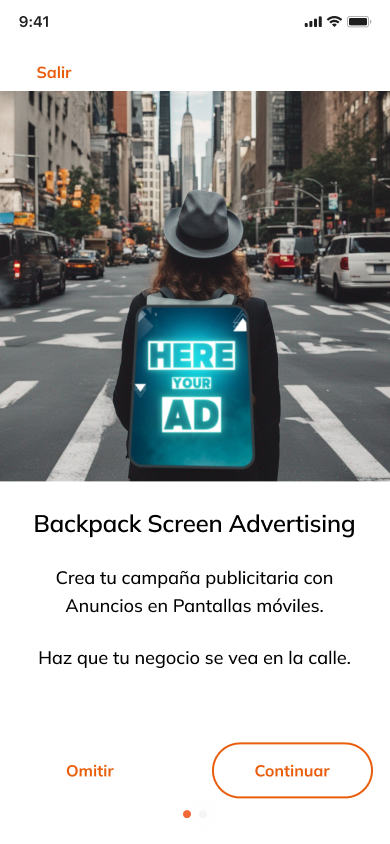 9:41
Salir
HERE
YOUR
AD
Backpack Screen Advertising
Crea tu campaña publicitaria con
Anuncios en Pantallas móviles.
Haz que tu negocio se vea en la calle.
Omitir
Continuar